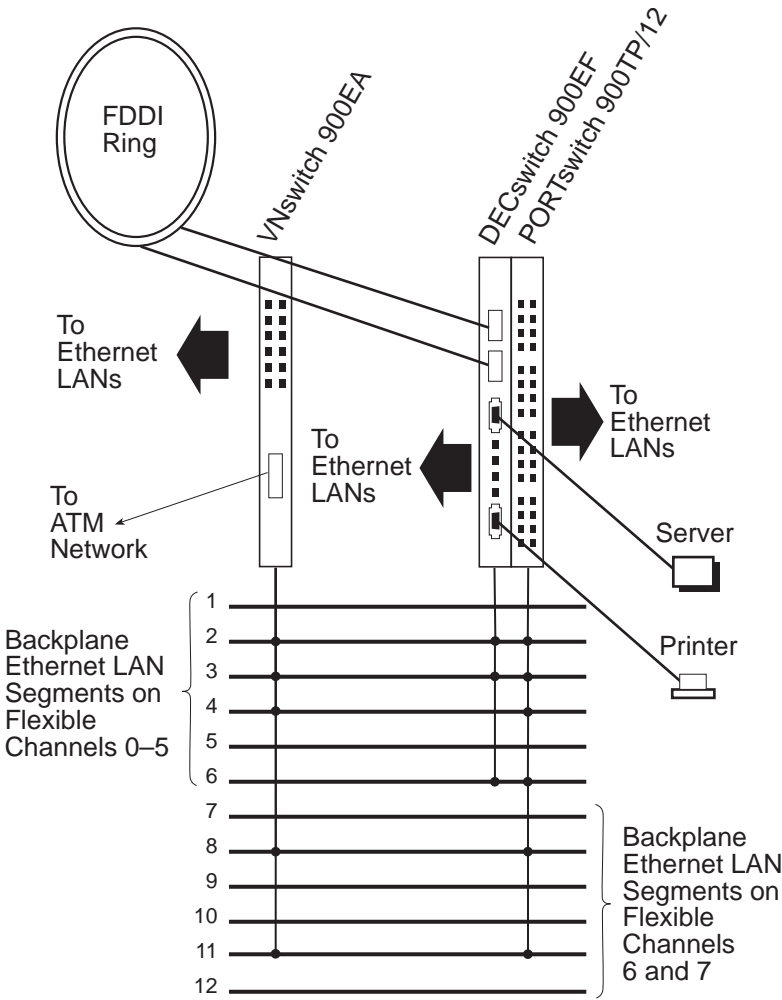 FDDI
Ring
VNswitch 900EA
DECswitch 900EF
PORTswitch 900TP/12
To
Ethernet
LANs
To
Ethernet
LANs
To
Ethernet
LANs
To
ATM
Network
Server
Printer
Backplane
Ethernet LAN
Segments on
Flexible
Channels 0–5
1
2
3
4
5
6
7
8
9
10
11
12
Backplane
Ethernet LAN
Segments on
Flexible
Channels
6 and 7